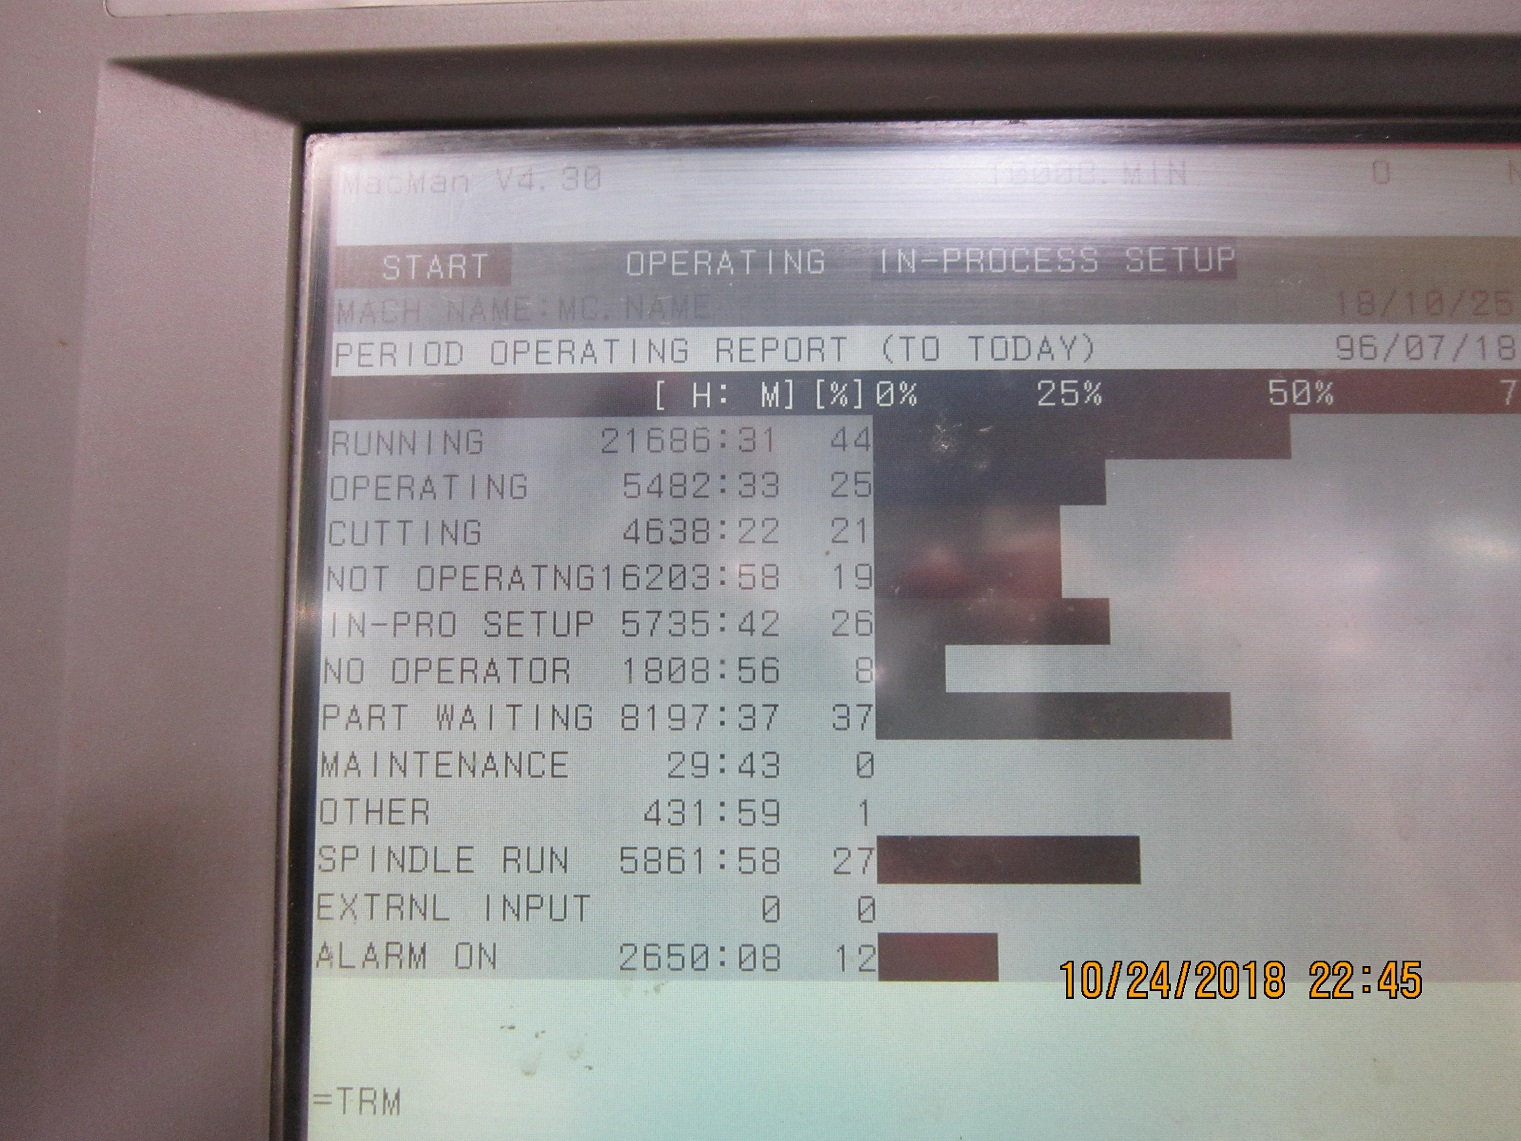 MacMan V4.30 10000.MIN O N
START OPERATING IN-PROCESS SETUP
MACH NAME:MC.NAME 18/10/25
PERIOD OPERATING REPORT (TO TODAY) 96/07/18
[ H: M] [%] 0% 25% 50% 7
RUNNING 21686:31 44
OPERATING 5482:33 25
CUTTING 4638:22 21
NOT OPERATNG16203:58 19
IN-PRO SETUP 5735:42 26
NO OPERATOR 1808:56 8
PART WAITING 8197:37 37
MAINTENANCE 29:43 0
OTHER 431:59 1
SPINDLE RUN 5861:58 27
EXTRNL INPUT 0 0
ALARM ON 2650:08 12
10/24/2018 22:45
=TRM